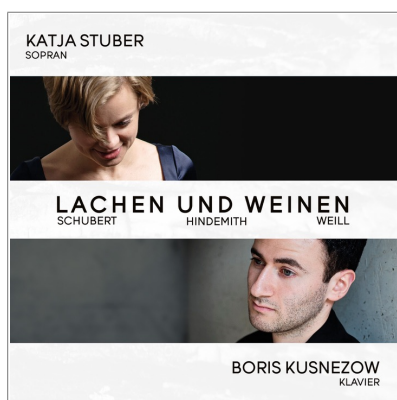 KATJA STUBER
SOPRAN
LACHEN UND WEINEN
SCHUBERT HINDEMITH WEILL
BORIS KUSNEZOW
KLAVIER